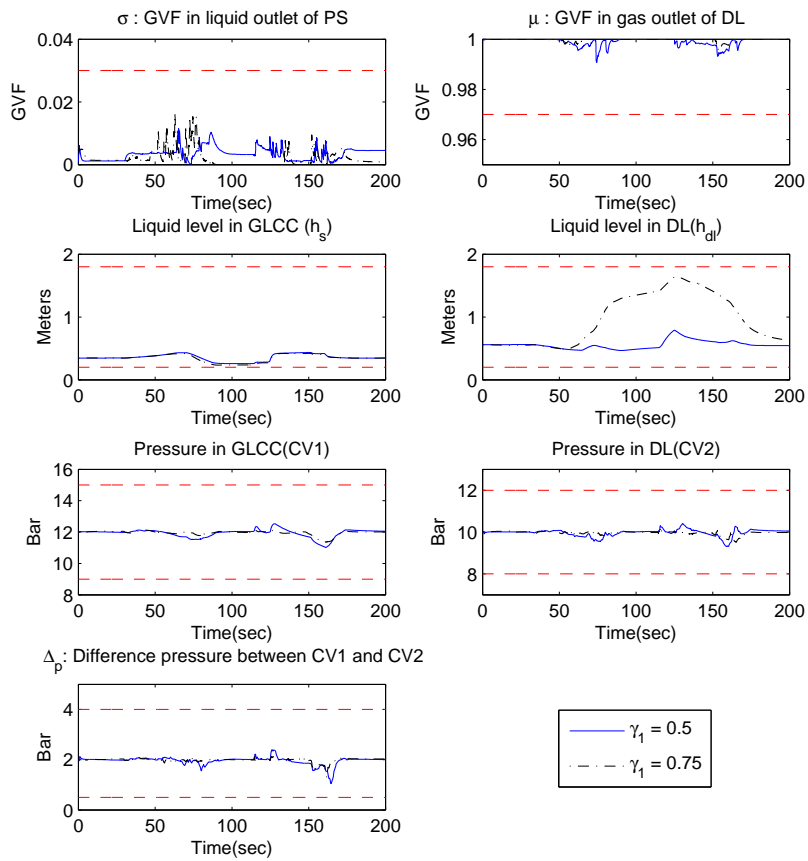 σ : GVF in liquid outlet of PS
0.04
0.02
0
GVF
0 50 100 150 200
Time(sec)
μ : GVF in gas outlet of DL
1
0.98
0.96
GVF
0 50 100 150 200
Time(sec)
Liquid level in GLCC (h_s)
2
1
0
Meters
0 50 100 150 200
Time(sec)
Liquid level in DL(h_dl)
2
1
0
Meters
0 50 100 150 200
Time(sec)
Pressure in GLCC(CV1)
16
14
12
10
8
Bar
0 50 100 150 200
Time(sec)
Pressure in DL(CV2)
12
10
8
Bar
0 50 100 150 200
Time(sec)
Δ_p: Difference pressure between CV1 and CV2
4
2
0
Bar
0 50 100 150 200
Time(sec)
γ_1 = 0.5
γ_1 = 0.75